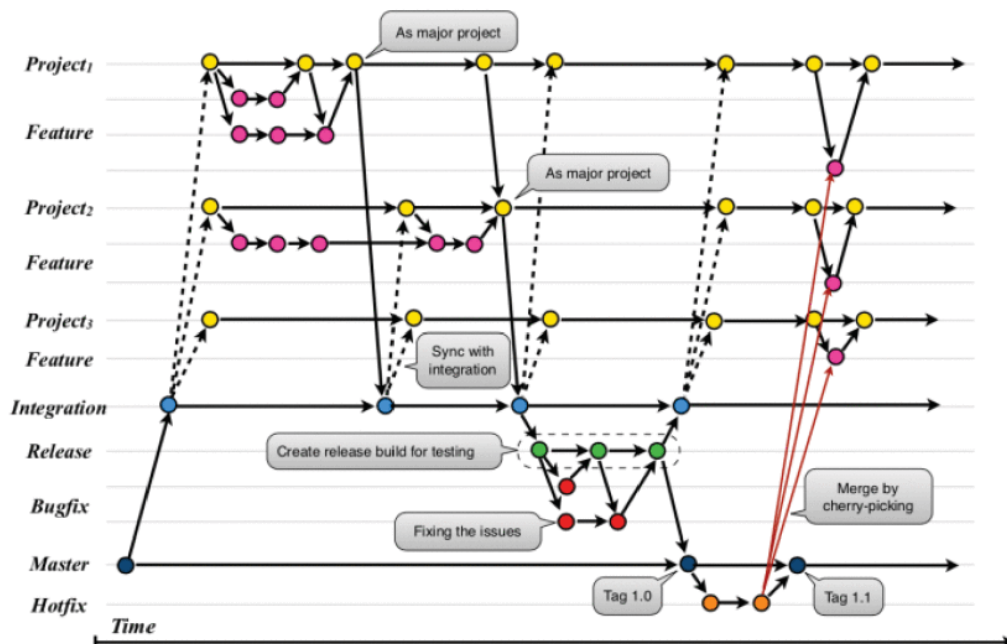 As major project
Project1
Feature
As major project
Project2
Feature
Project3
Feature
Sync with
integration
Integration
Release
Create release build for testing
Bugfix
Fixing the issues
Merge by
cherry-picking
Master
Tag 1.0
Tag 1.1
Hotfix
Time